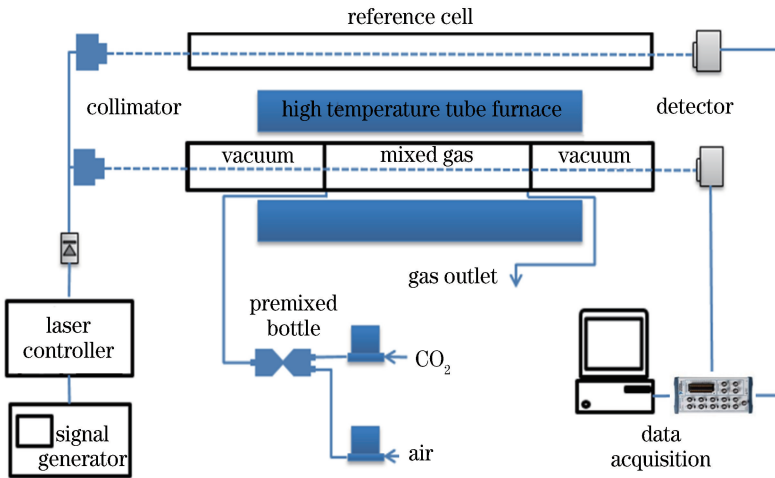 reference cell
collimator
high temperature tube furnace
detector
vacuum
mixed gas
vacuum
gas outlet
premixed
bottle
laser
controller
CO₂
signal
generator
air
data
acquisition